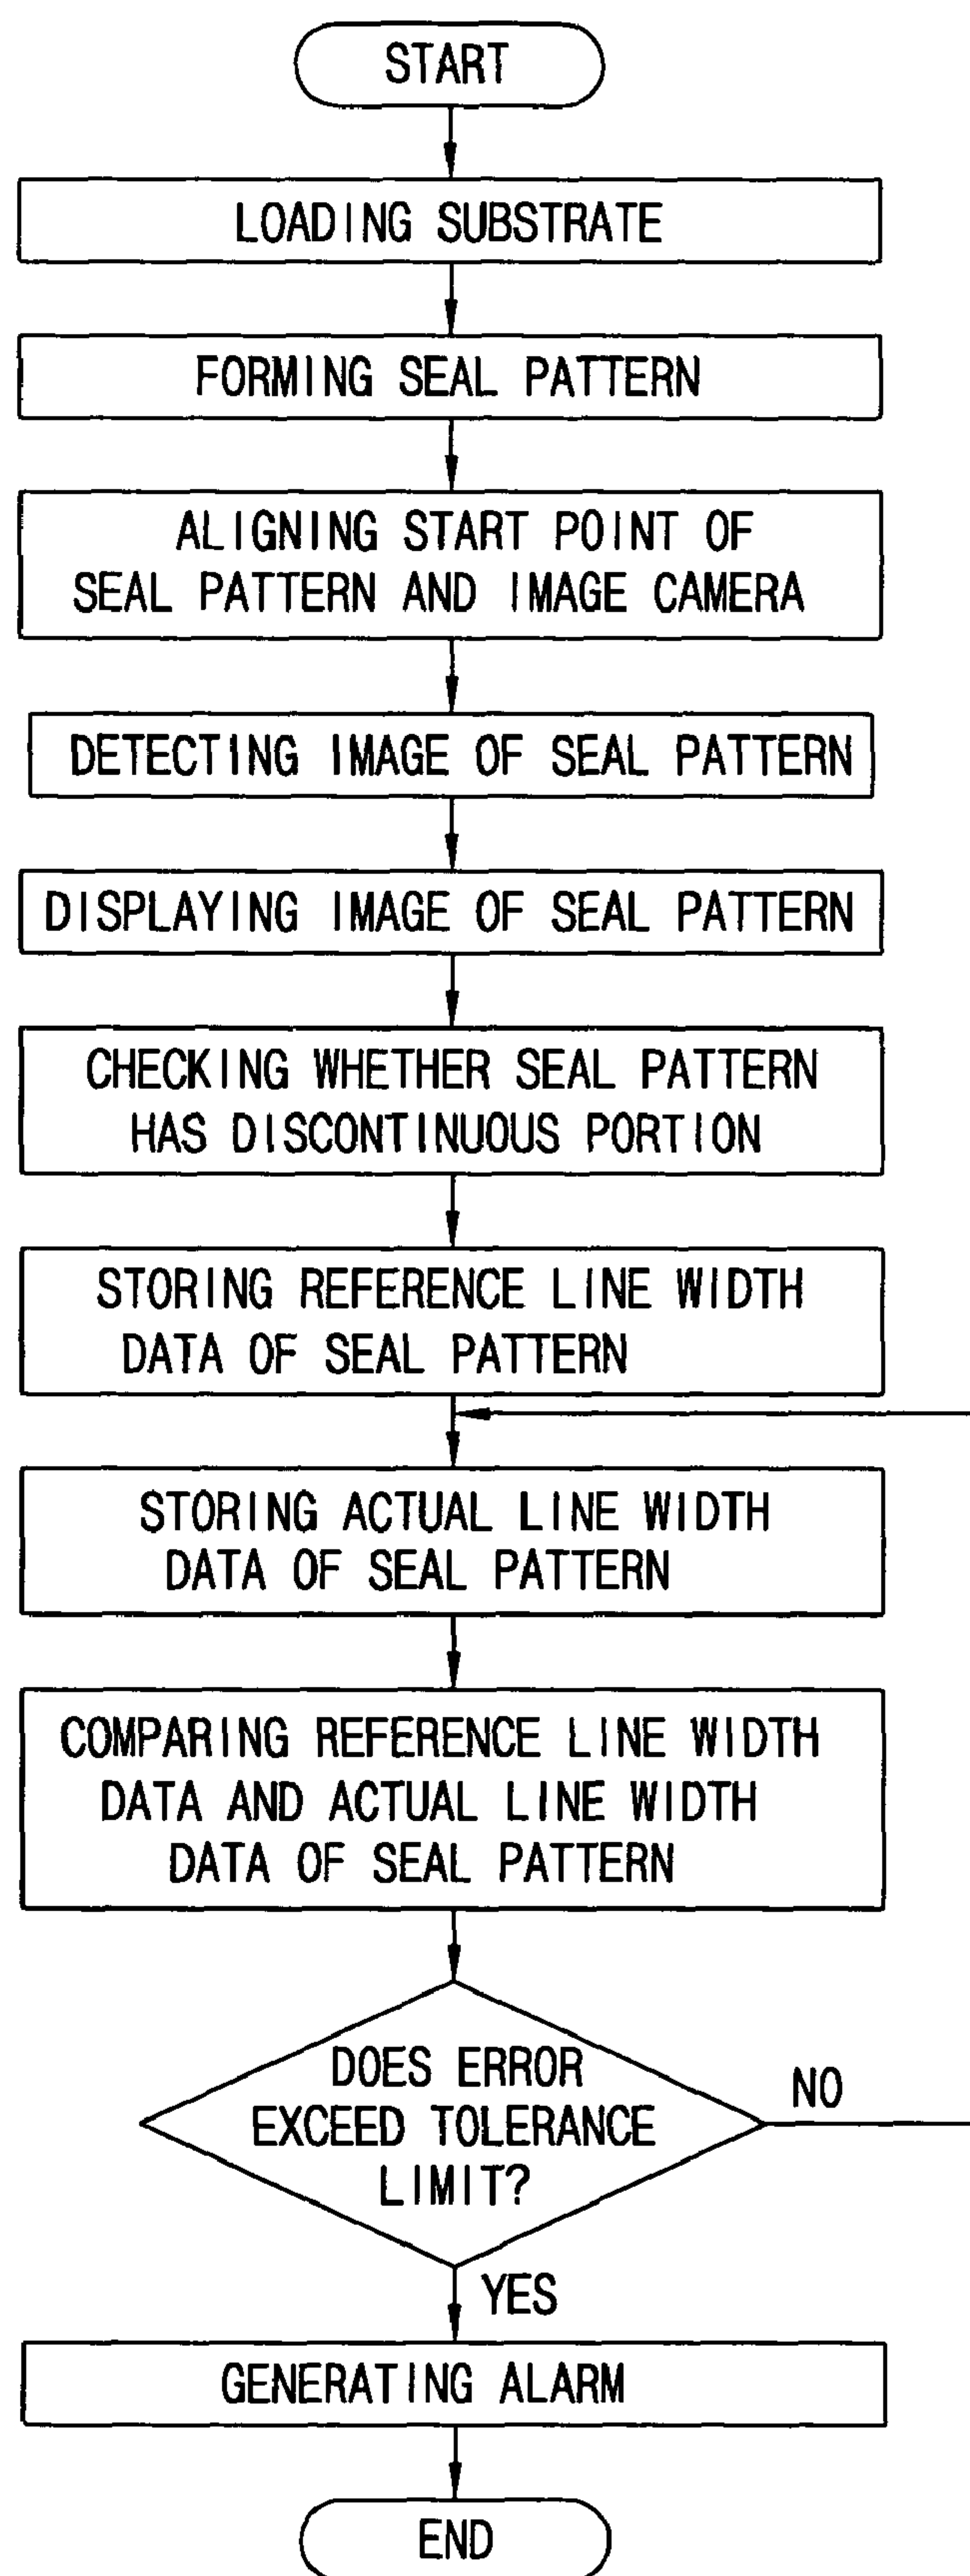 START
LOADING SUBSTRATE
FORMING SEAL PATTERN
ALIGNING START POINT OF
SEAL PATTERN AND IMAGE CAMERA
DETECTING IMAGE OF SEAL PATTERN
DISPLAYING IMAGE OF SEAL PATTERN
CHECKING WHETHER SEAL PATTERN
HAS DISCONTINUOUS PORTION
STORING REFERENCE LINE WIDTH
DATA OF SEAL PATTERN
STORING ACTUAL LINE WIDTH
DATA OF SEAL PATTERN
COMPARING REFERENCE LINE WIDTH
DATA AND ACTUAL LINE WIDTH
DATA OF SEAL PATTERN
DOES ERROR
EXCEED TOLERANCE
LIMIT?
NO
YES
GENERATING ALARM
END